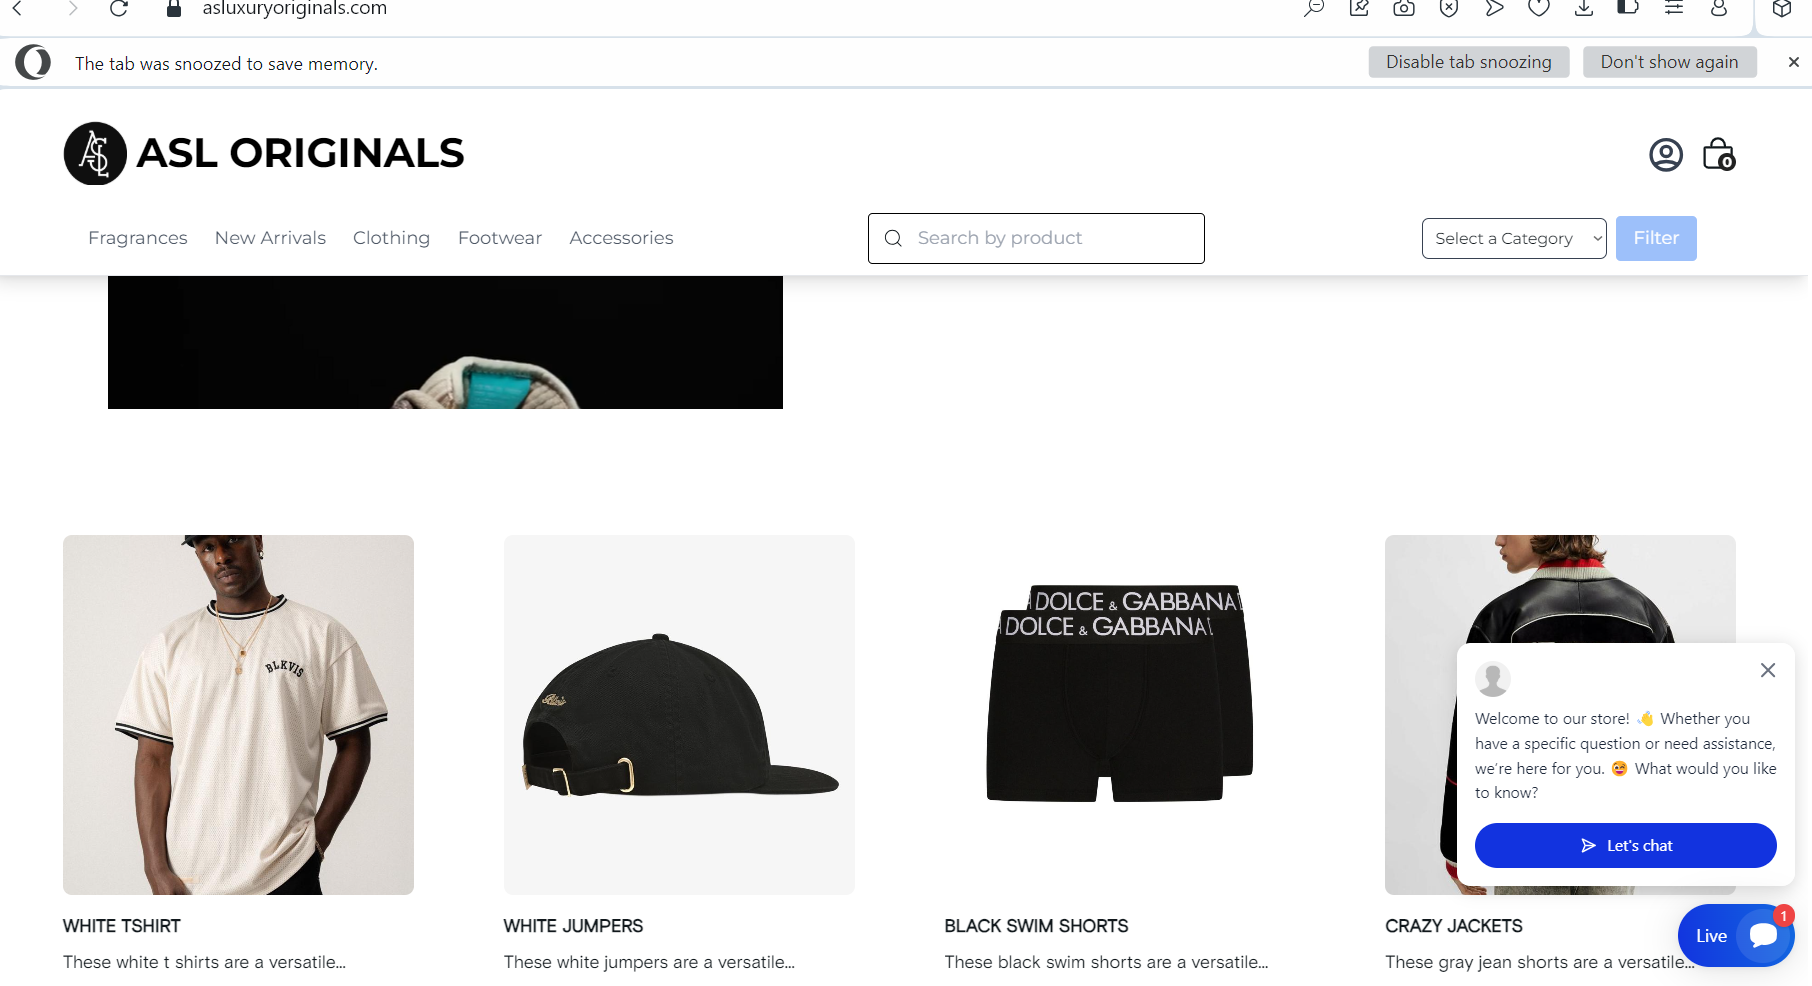 asluxuryoriginals.com
The tab was snoozed to save memory.
Disable tab snoozing
Don't show again
ASL ORIGINALS
0
Fragrances
New Arrivals
Clothing
Footwear
Accessories
Search by product
Select a Category
Filter
BLKVIS
DOLCE & GABBANA
DOLCE & GABBANA
Welcome to our store! 👋 Whether you
have a specific question or need assistance,
we're here for you. 😅 What would you like
to know?
Let's chat
WHITE TSHIRT
These white t shirts are a versatile...
WHITE JUMPERS
These white jumpers are a versatile...
BLACK SWIM SHORTS
These black swim shorts are a versatile...
CRAZY JACKETS
These gray jean shorts are a versatile...
Live
1